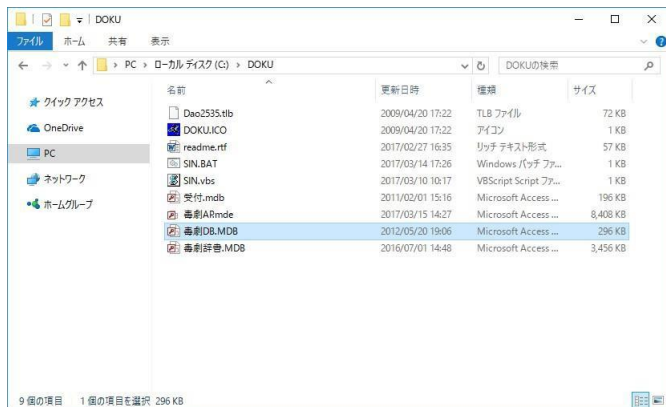 DOKU
ファイル ホーム 共有 表示
PC › ローカル ディスク (C:) › DOKU
DOKUの検索
名前 更新日時 種類 サイズ
クイック アクセス
OneDrive
PC
ネットワーク
ホームグループ
Dao2535.tlb 2009/04/20 17:22 TLB ファイル 72 KB
DOKU.ICO 2009/04/20 17:22 アイコン 1 KB
readme.rtf 2017/02/27 16:35 リッチ テキスト形式 57 KB
SIN.BAT 2017/03/14 17:26 Windows バッチ ファ... 1 KB
SIN.vbs 2017/03/10 10:17 VBScript Script ファ... 1 KB
受付.mdb 2011/02/01 15:16 Microsoft Access ... 196 KB
毒劇ARmde 2017/03/15 14:27 Microsoft Access ... 8,408 KB
毒劇DB.MDB 2012/05/20 19:06 Microsoft Access ... 296 KB
毒劇辞書.MDB 2016/07/01 14:48 Microsoft Access ... 3,456 KB
9 個の項目 1 個の項目を選択 296 KB